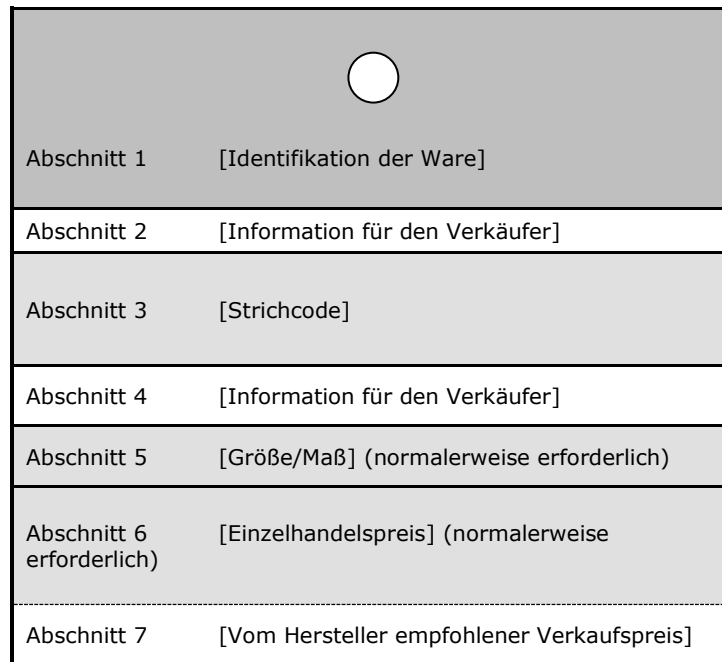 Abschnitt 1 [Identifikation der Ware]
Abschnitt 2 [Information für den Verkäufer]
Abschnitt 3 [Strichcode]
Abschnitt 4 [Information für den Verkäufer]
Abschnitt 5 [Größe/Maß] (normalerweise erforderlich)
Abschnitt 6 [Einzelhandelspreis] (normalerweise
erforderlich)
Abschnitt 7 [Vom Hersteller empfohlener Verkaufspreis]